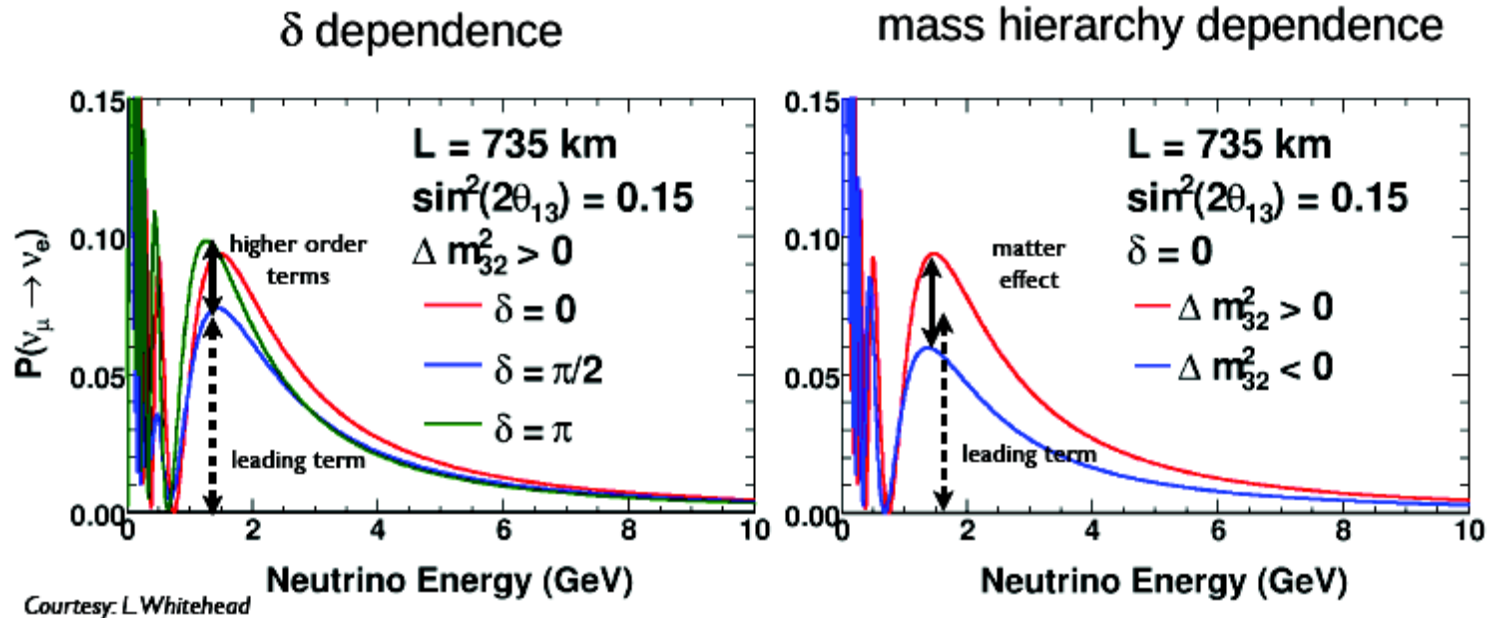 δ dependence
0.15
0.10
0.05
0.00
P(νμ → νe)
L = 735 km
sin²(2θ₁₃) = 0.15
Δ m²₃₂ > 0
δ = 0
δ = π/2
δ = π
higher order
terms
leading term
0 2 4 6 8 10
Neutrino Energy (GeV)
Courtesy: L. Whitehead
mass hierarchy dependence
0.15
0.10
0.05
0.00
L = 735 km
sin²(2θ₁₃) = 0.15
δ = 0
Δ m²₃₂ > 0
Δ m²₃₂ < 0
matter
effect
leading term
0 2 4 6 8 10
Neutrino Energy (GeV)